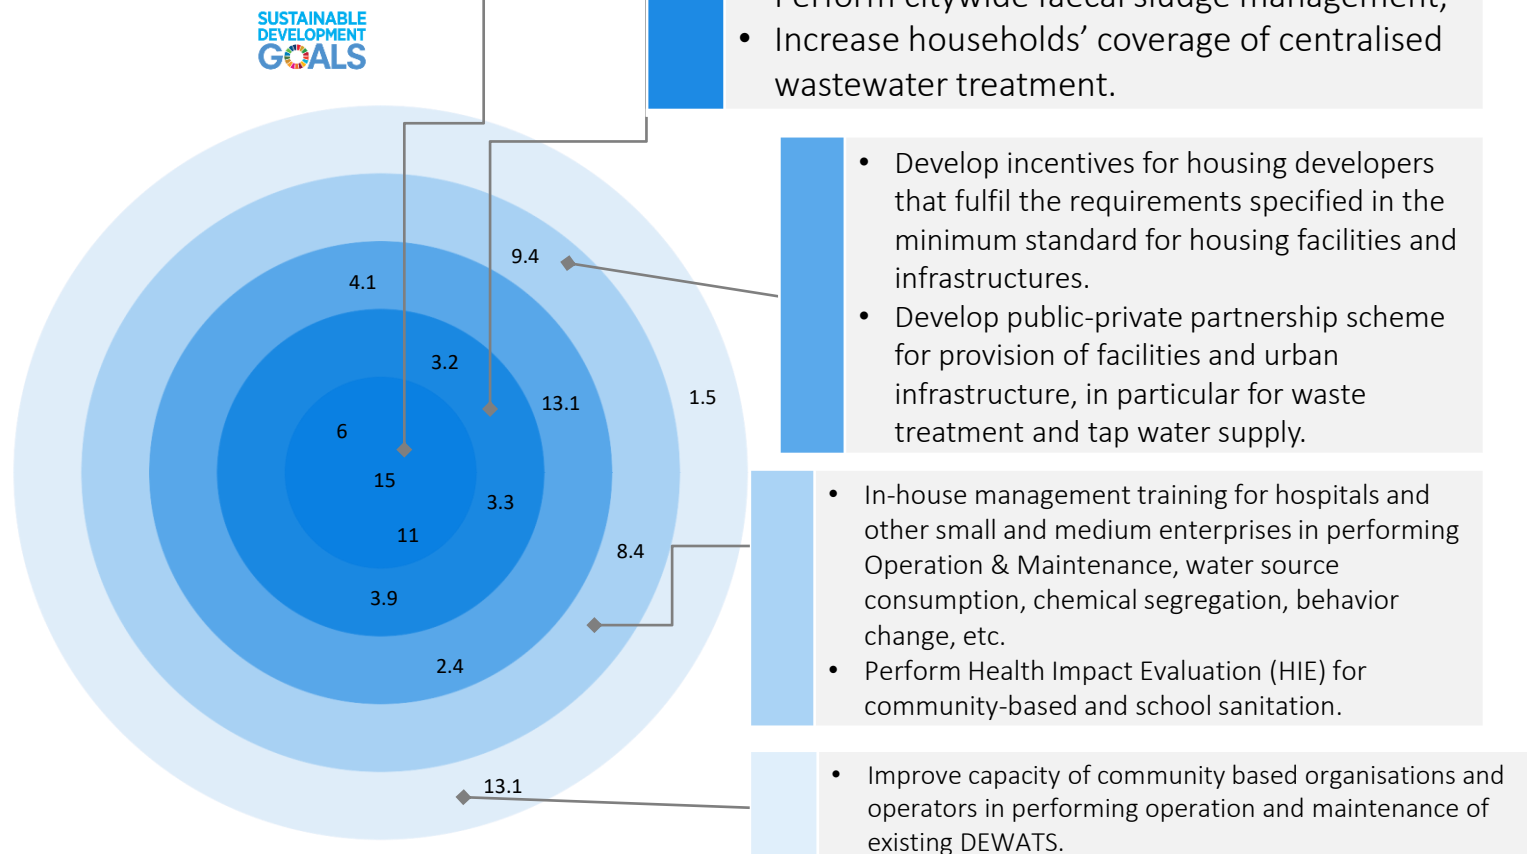 SUSTAINABLE
DEVELOPMENT
GOALS
Perform citywide faecal sludge management;
• Increase households’ coverage of centralised
wastewater treatment.
• Develop incentives for housing developers
that fulfil the requirements specified in the
minimum standard for housing facilities and
infrastructures.
• Develop public-private partnership scheme
for provision of facilities and urban
infrastructure, in particular for waste
treatment and tap water supply.
• In-house management training for hospitals and
other small and medium enterprises in performing
Operation & Maintenance, water source
consumption, chemical segregation, behavior
change, etc.
• Perform Health Impact Evaluation (HIE) for
community-based and school sanitation.
• Improve capacity of community based organisations and
operators in performing operation and maintenance of
existing DEWATS.
9.4
4.1
3.2
1.5
13.1
6
15
3.3
11
8.4
3.9
2.4
13.1